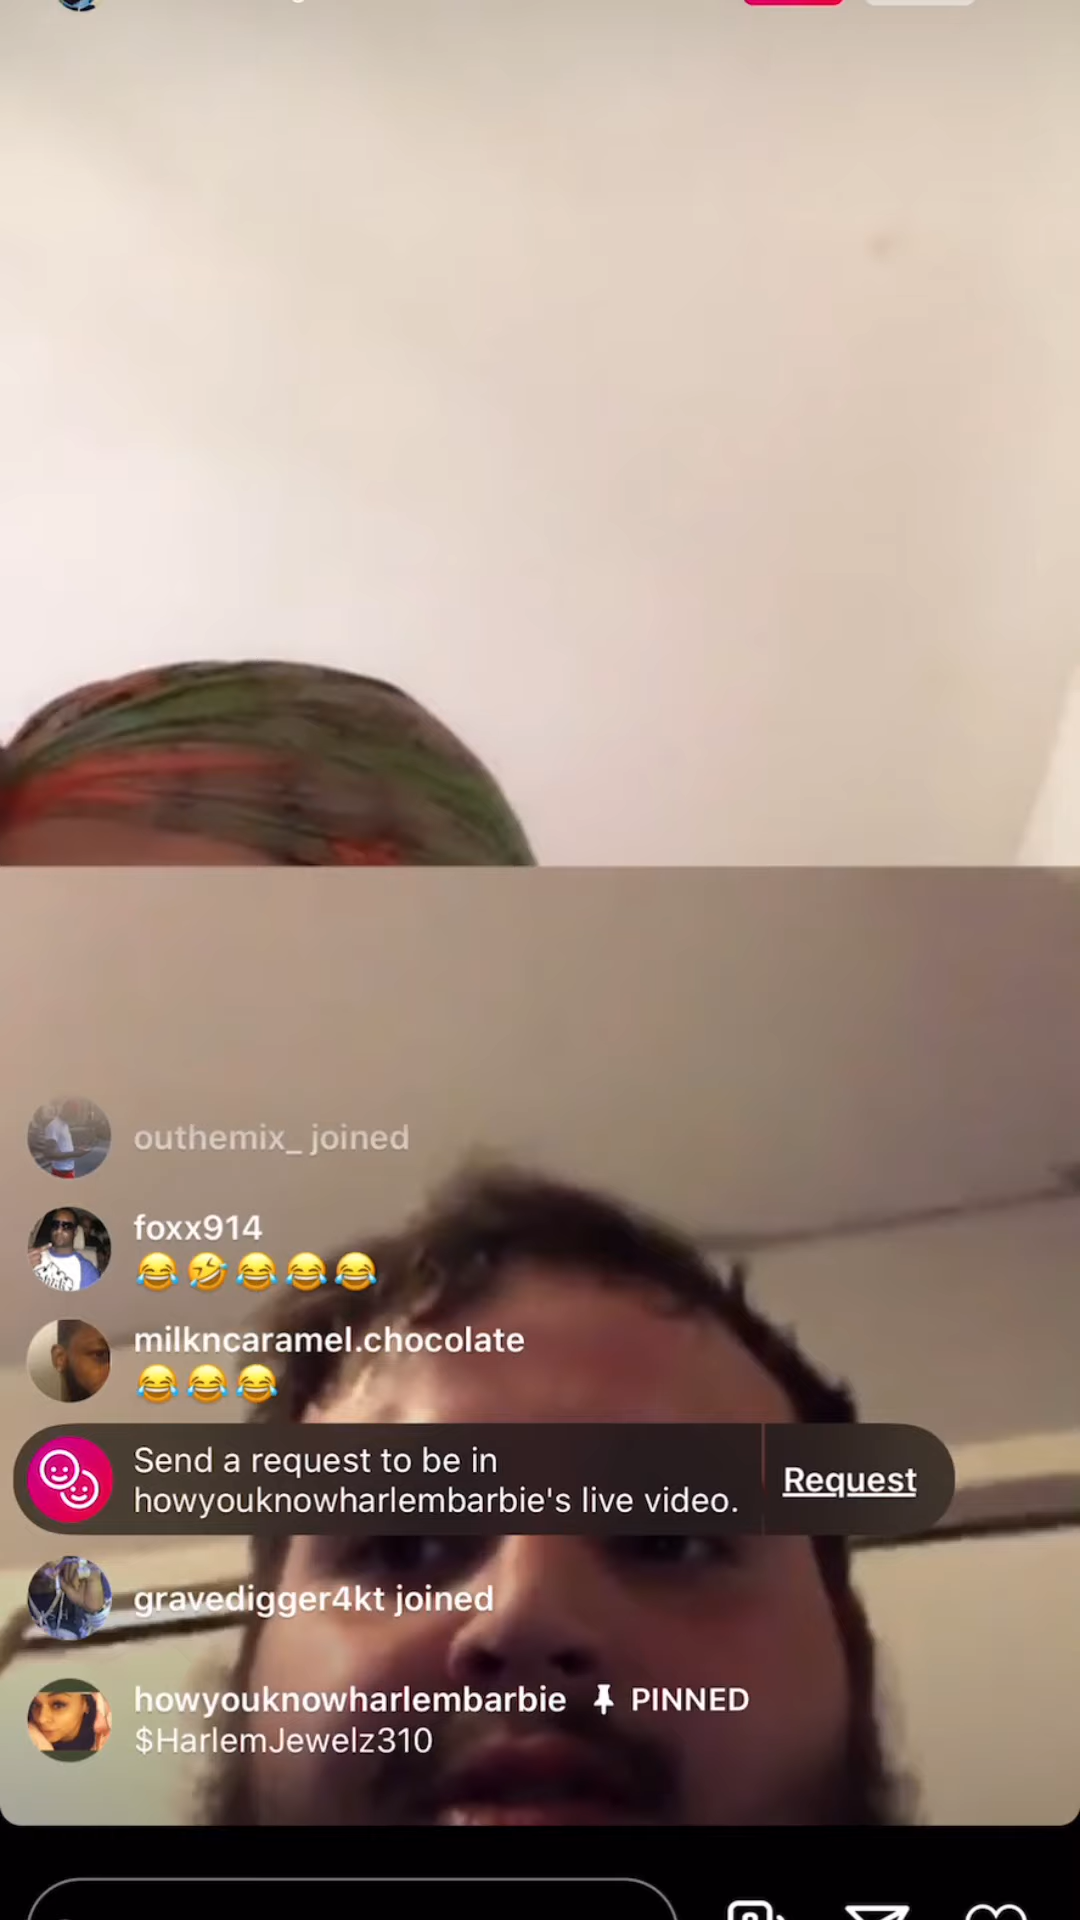 outhemix_ joined
foxx914
😂🤣😂😂😂
milkncaramel.chocolate
😂😂😂
Send a request to be in
howyouknowharlembarbie's live video.
Request
gravedigger4kt joined
howyouknowharlembarbie PINNED
$HarlemJewelz310